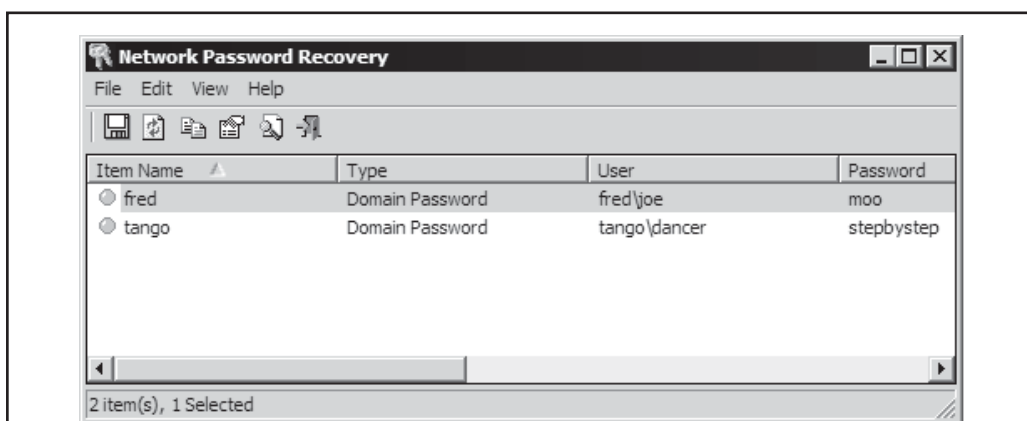 Network Password Recovery
File Edit View Help
Item Name Type User Password
fred Domain Password fred\joe moo
tango Domain Password tango\dancer stepbystep
2 item(s), 1 Selected